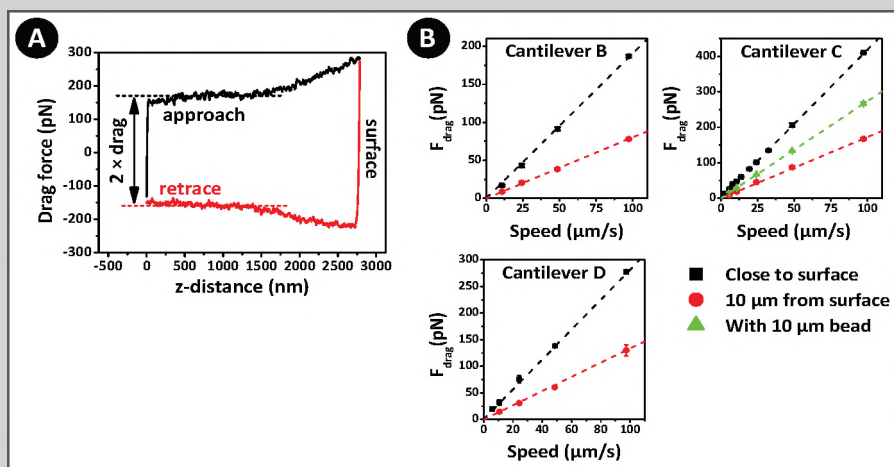 A
300
200
100
0
-100
-200
300
Drag force (pN)
2 × drag
approach
retrace
surface
-500 0 500 1000 1500 2000 2500 3000
z-distance (nm)
B
Cantilever B
200
150
100
50
0
F_drag (pN)
0 25 50 75 100
Speed (µm/s)
Cantilever C
400
300
200
100
0
F_drag (pN)
0 25 50 75 100
Speed (µm/s)
Cantilever D
300
250
200
150
100
50
0
F_drag (pN)
0 20 40 60 80 100
Speed (µm/s)
Close to surface
10 µm from surface
With 10 µm bead